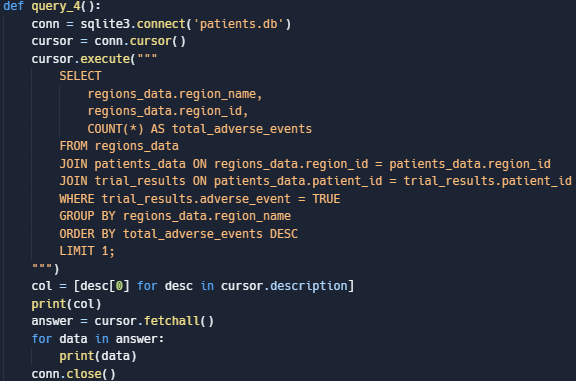 def query_4():
    conn = sqlite3.connect('patients.db')
    cursor = conn.cursor()
    cursor.execute("""
        SELECT
            regions_data.region_name,
            regions_data.region_id,
            COUNT(*) AS total_adverse_events
        FROM regions_data
        JOIN patients_data ON regions_data.region_id = patients_data.region_id
        JOIN trial_results ON patients_data.patient_id = trial_results.patient_id
        WHERE trial_results.adverse_event = TRUE
        GROUP BY regions_data.region_name
        ORDER BY total_adverse_events DESC
        LIMIT 1;
    """)
    col = [desc[0] for desc in cursor.description]
    print(col)
    answer = cursor.fetchall()
    for data in answer:
        print(data)
    conn.close()